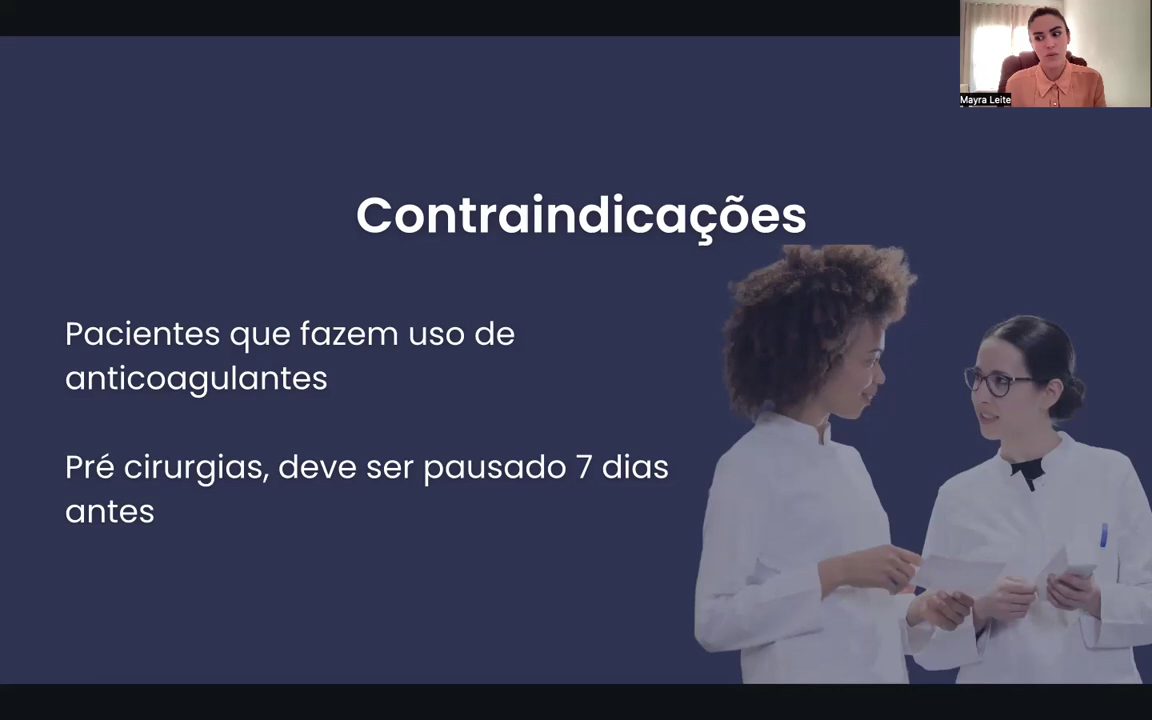 Mayra Leite
Contraindicações
Pacientes que fazem uso de
anticoagulantes
Pré cirurgias, deve ser pausado 7 dias
antes